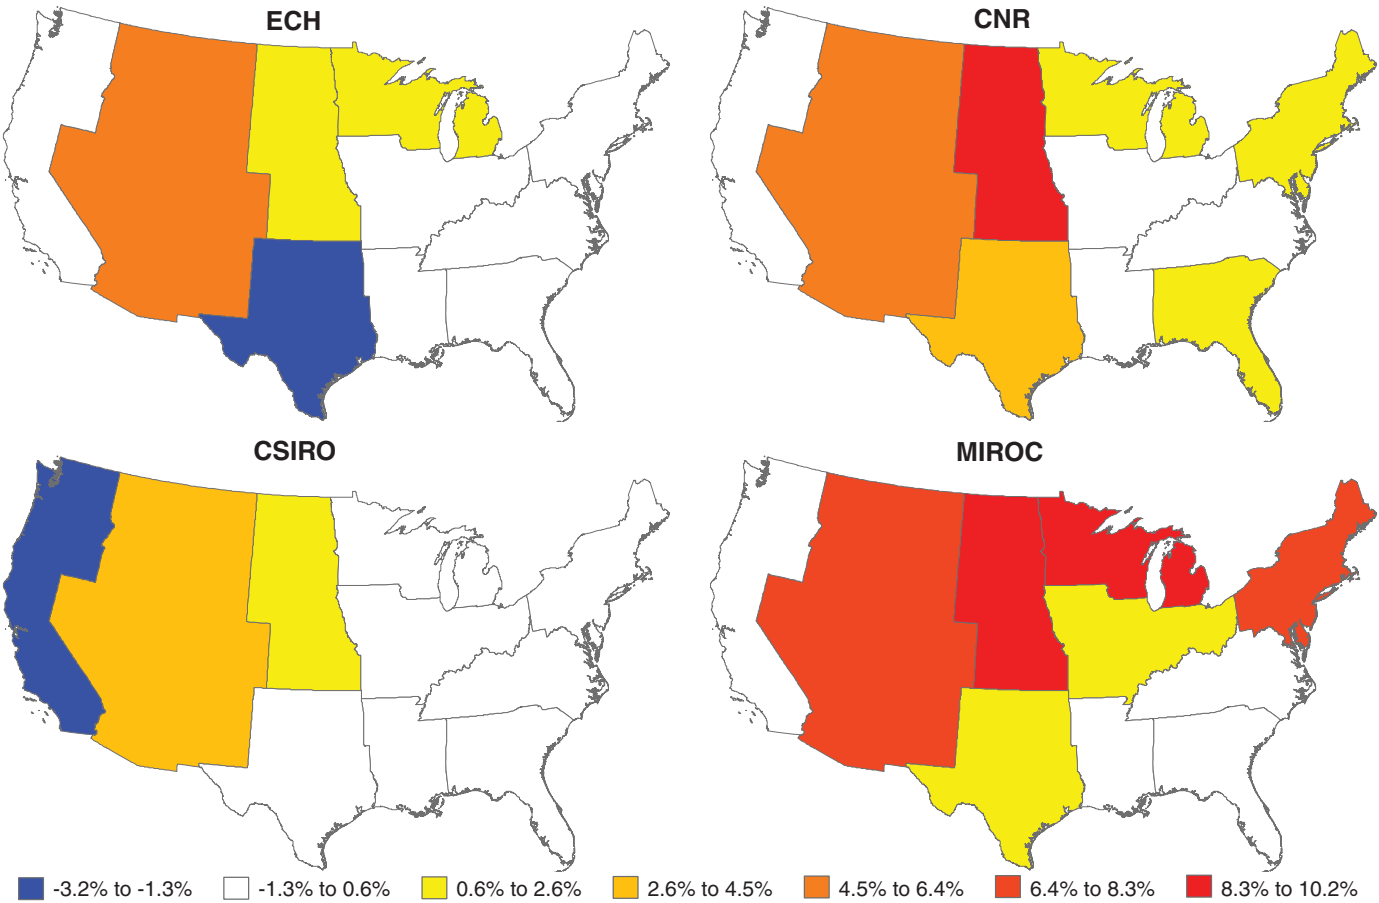 ECH
CNR
CSIRO
MIROC
-3.2% to -1.3%
-1.3% to 0.6%
0.6% to 2.6%
2.6% to 4.5%
4.5% to 6.4%
6.4% to 8.3%
8.3% to 10.2%